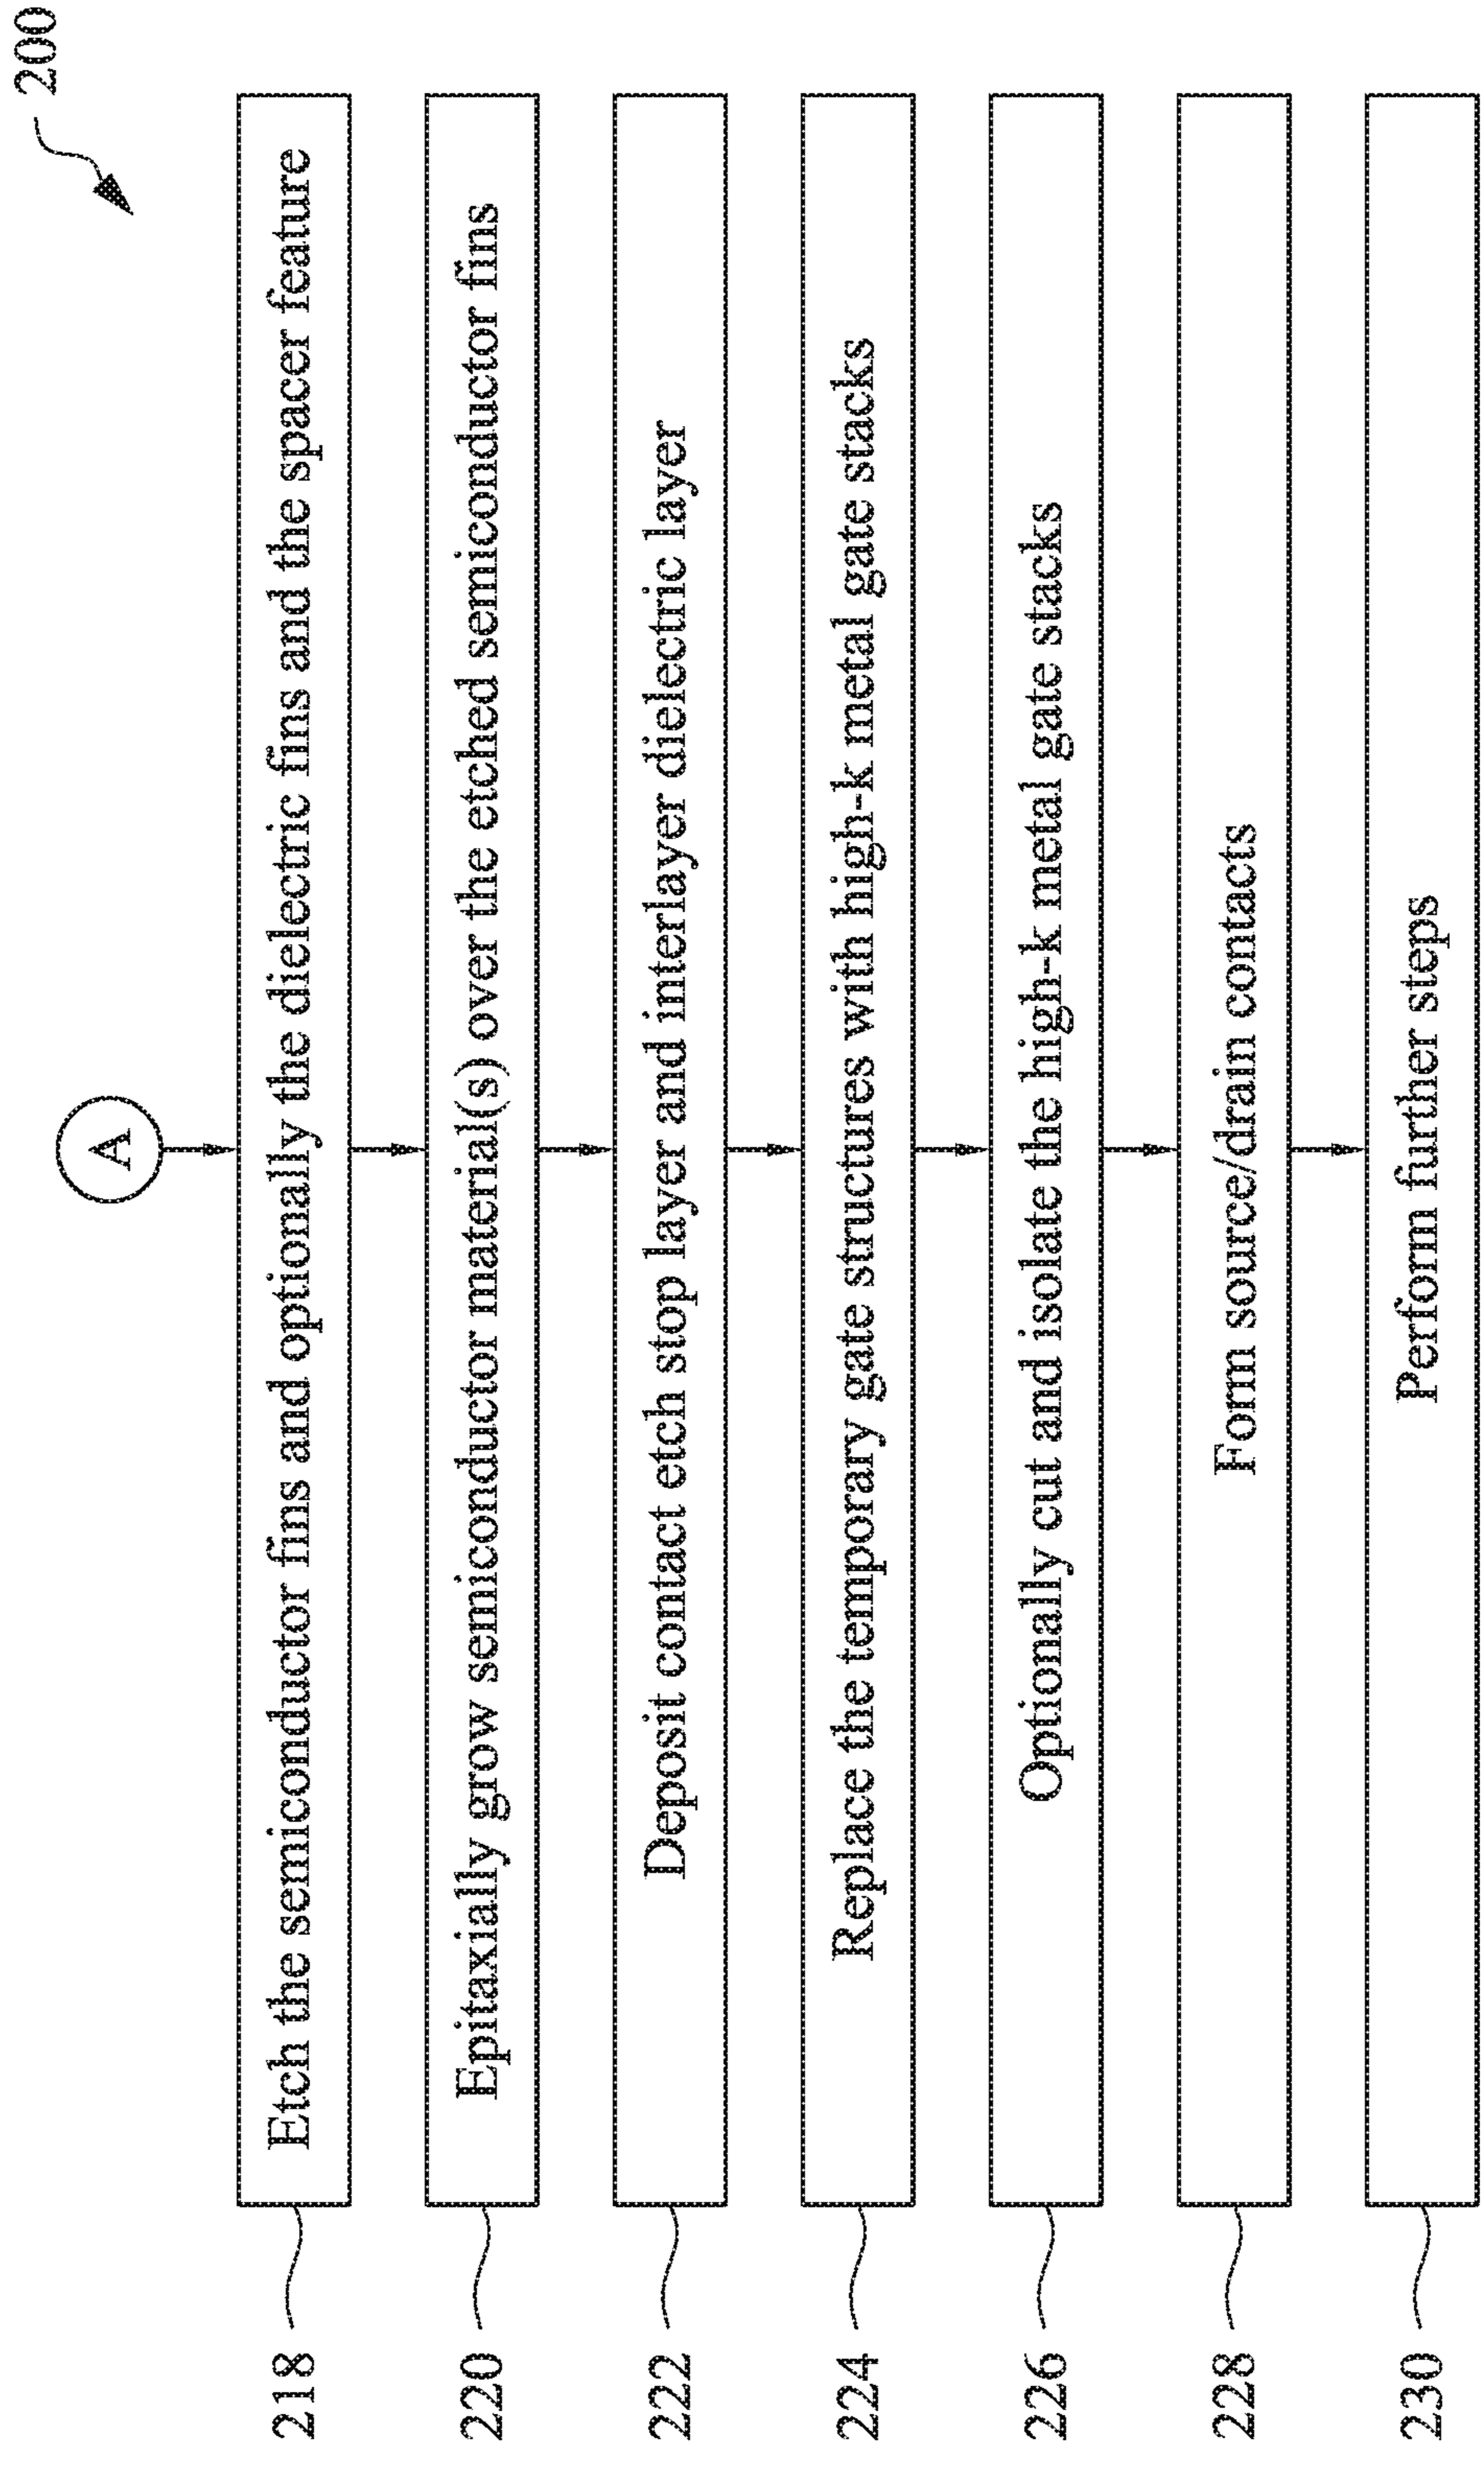 200
A
218 Etch the semiconductor fins and optionally the dielectric fins and the spacer feature
220 Epitaxially grow semiconductor material(s) over the etched semiconductor fins
222 Deposit contact etch stop layer and interlayer dielectric layer
224 Replace the temporary gate structures with high-k metal gate stacks
226 Optionally cut and isolate the high-k metal gate stacks
228 Form source/drain contacts
230 Perform further steps